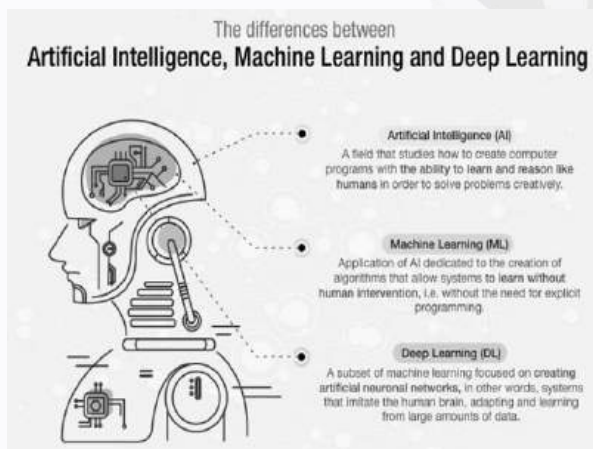 The differences between
Artificial Intelligence, Machine Learning and Deep Learning
Artificial Intelligence (AI)
A field that studies how to create computer
programs with the ability to learn and reason like
humans in order to solve problems creatively.
Machine Learning (ML)
Application of AI dedicated to the creation of
algorithms that allow systems to learn without
human intervention, i.e. without the need for explicit
programming.
Deep Learning (DL)
A subset of machine learning focused on creating
artificial neuronal networks, in other words, systems
that imitate the human brain, adapting and learning
from large amounts of data.